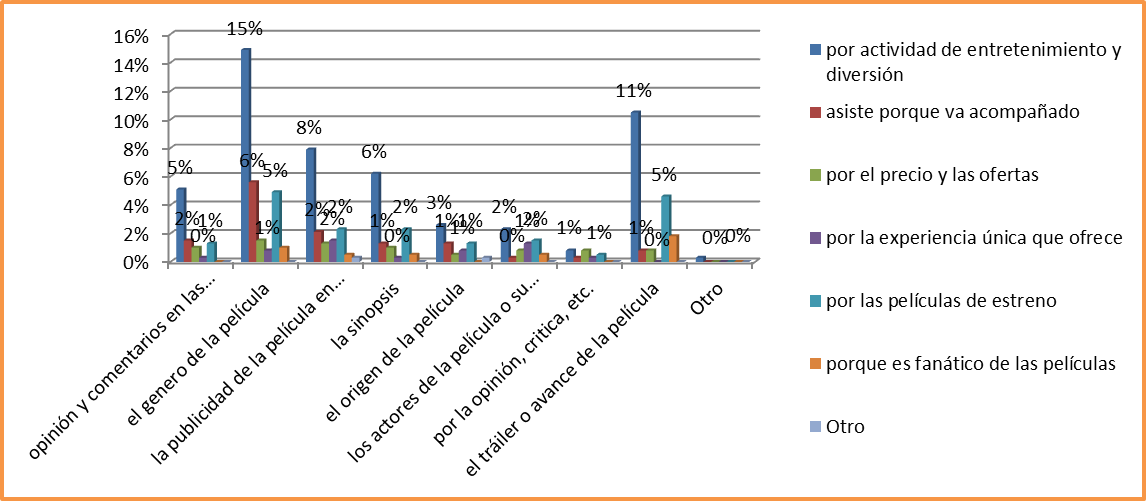 16%
14%
12%
10%
8%
6%
4%
2%
0%
5%
2%
0%
1%
15%
6%
1%
5%
8%
2%
2%
2%
6%
1%
0%
2%
3%
1%
1%
1%
2%
0%
1%
2%
1%
1%
11%
1%
0%
5%
0%
0%
opinión y comentarios en las...
el genero de la película
la publicidad de la película en...
la sinopsis
el origen de la película
los actores de la película o su...
por la opinión, critica, etc.
el tráiler o avance de la película
Otro
por actividad de entretenimiento y
diversión
asiste porque va acompañado
por el precio y las ofertas
por la experiencia única que ofrece
por las películas de estreno
porque es fanático de las películas
Otro